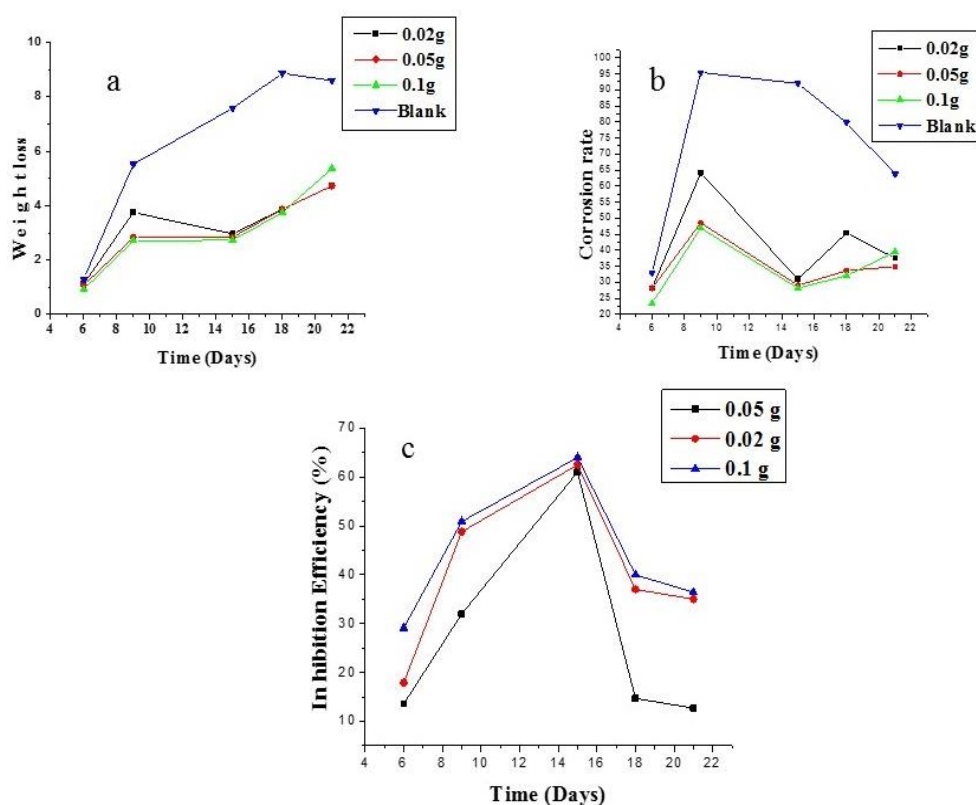 a
0.02g
0.05g
0.1g
Blank
Weight loss
10
8
6
4
2
0
4 6 8 10 12 14 16 18 20 22
Time (Days)
b
0.02g
0.05g
0.1g
Blank
Corrosion rate
100
95
90
85
80
75
70
65
60
55
50
45
40
35
30
25
20
4 6 8 10 12 14 16 18 20 22
Time (Days)
c
0.05 g
0.02 g
0.1 g
In hibition Efficiency (%)
70
60
50
40
30
20
10
4 6 8 10 12 14 16 18 20 22
Time (Days)